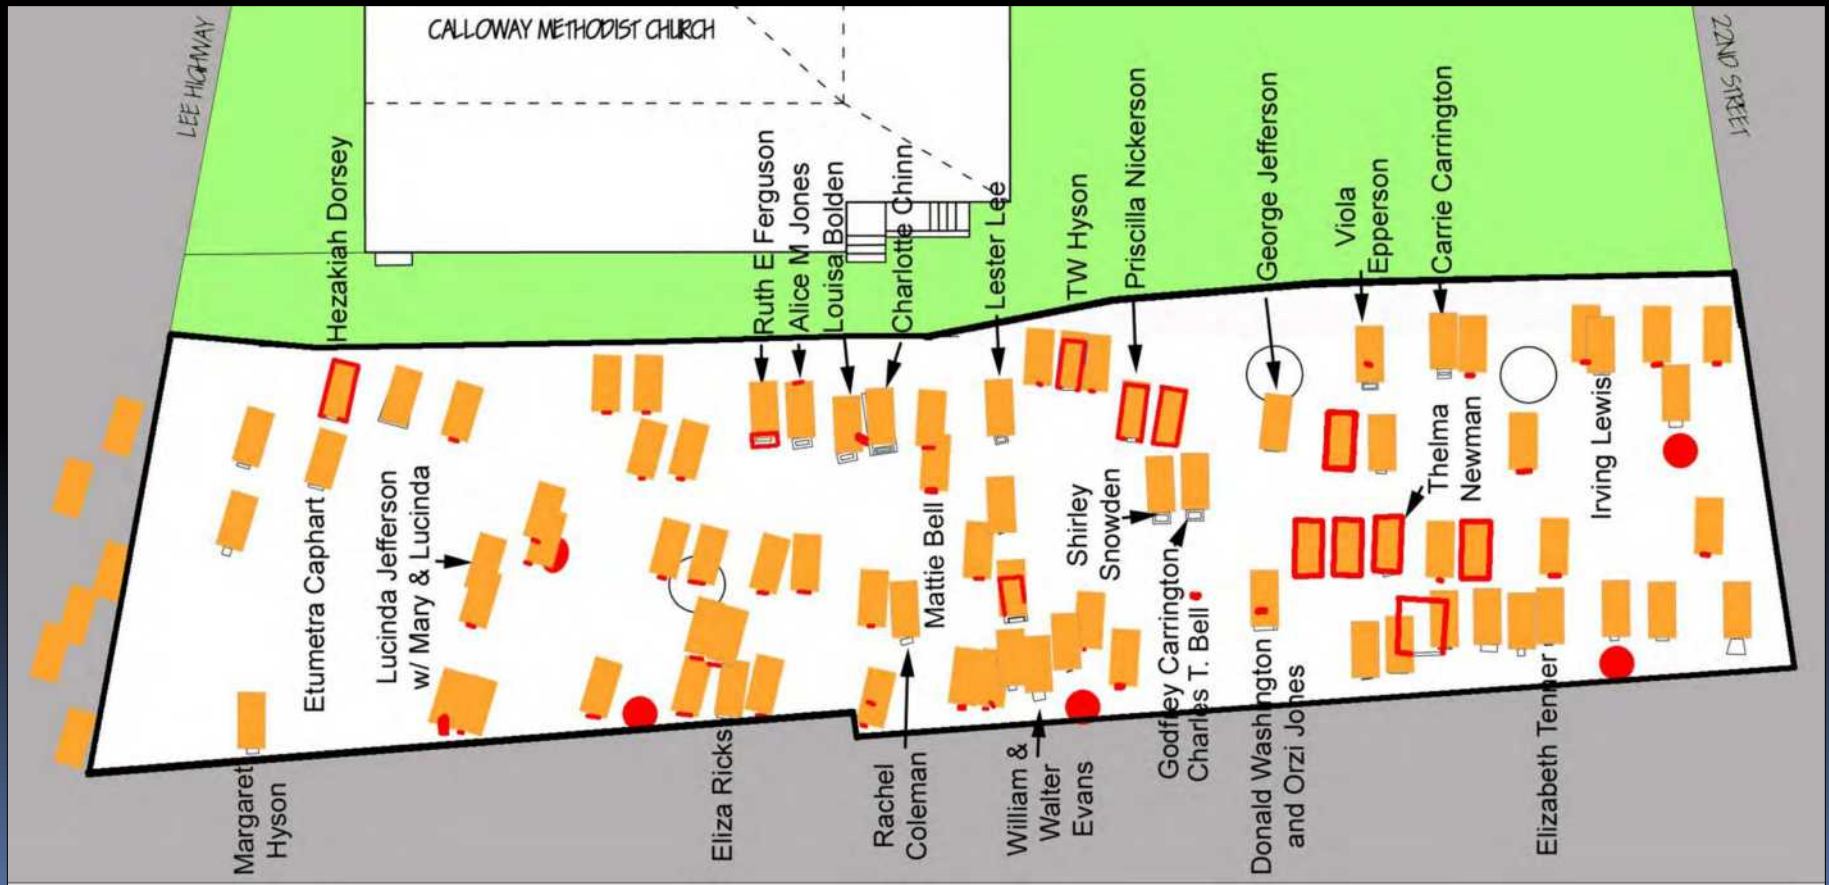 CALLOWAY METHODIST CHURCH
LEE HIGHWAY
22ND STREET
Hezakiah Dorsey
Ruth E Ferguson
Alice M Jones
Louisa Bolden
Charlotte Chinn
Lester Lee
TW Hyson
Priscilla Nickerson
George Jefferson
Viola
Epperson
Carrie Carrington
Etumetra Caphart
Lucinda Jefferson
w/ Mary & Lucinda
Mattie Bell
Shirley
Snowden
Thelma
Newman
Irving Lewis
Margaret
Hyson
Eliza Ricks
Rachel
Coleman
William &
Walter
Evans
Godfrey Carrington
Charles T. Bell
Donald Washington
and Orzi Jones
Elizabeth Tenner